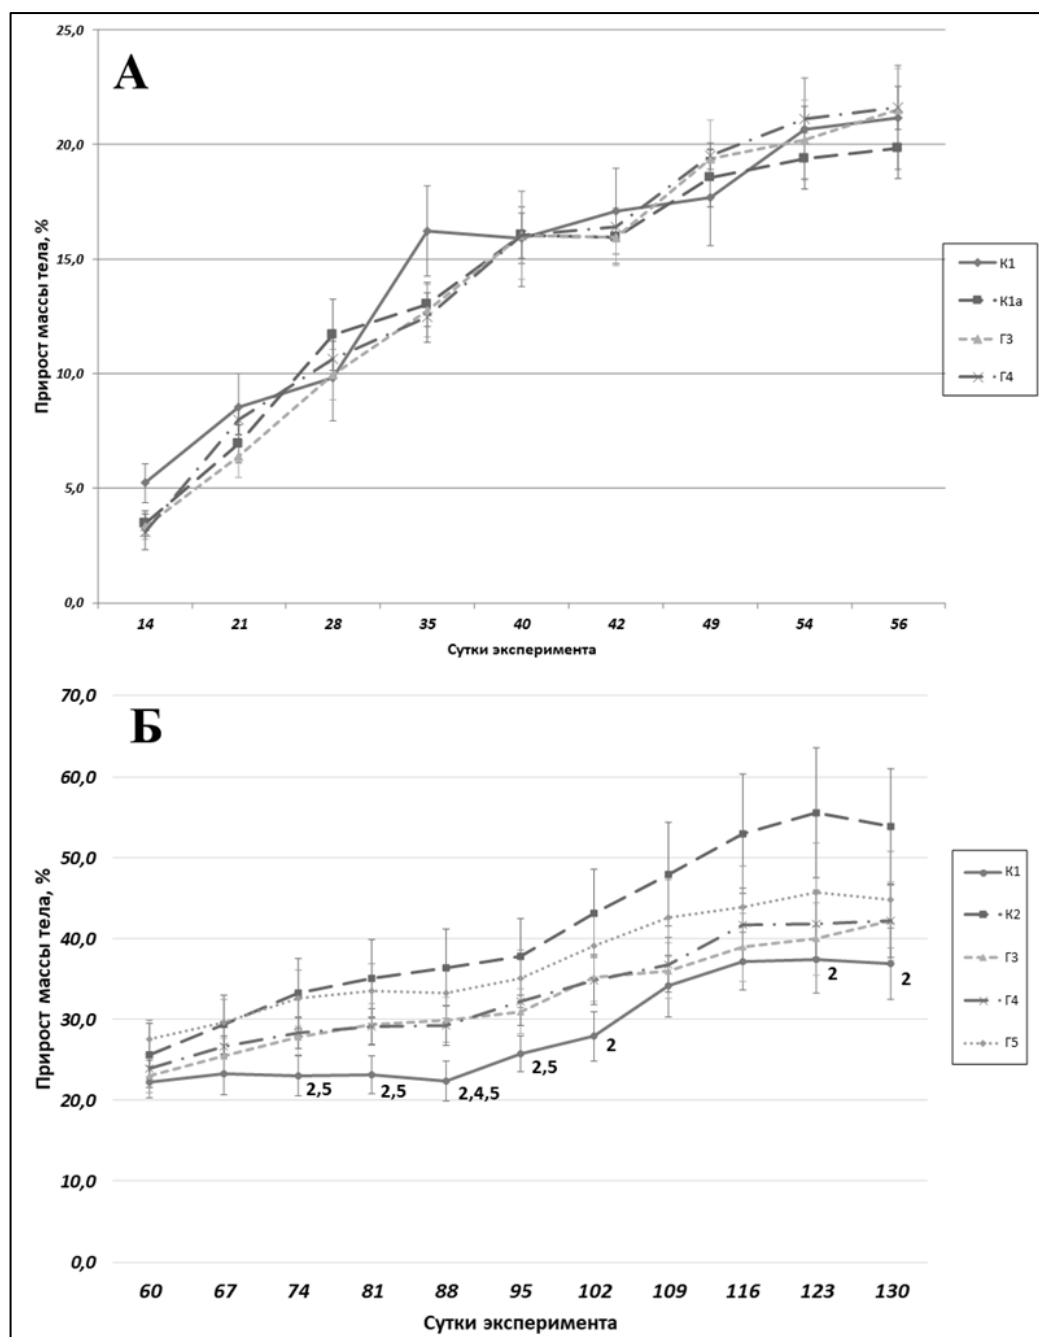 А
25,0
20,0
15,0
10,0
5,0
0,0
Прирост массы тела, %
14 21 28 35 40 42 49 54 56
Сутки эксперимента
К1
К1а
Г3
Г4
Б
70,0
60,0
50,0
40,0
30,0
20,0
10,0
0,0
Прирост массы тела, %
2,5 2,5 2,4,5 2,5 2 2 2
60 67 74 81 88 95 102 109 116 123 130
Сутки эксперимента
К1
К2
Г3
Г4
Г5